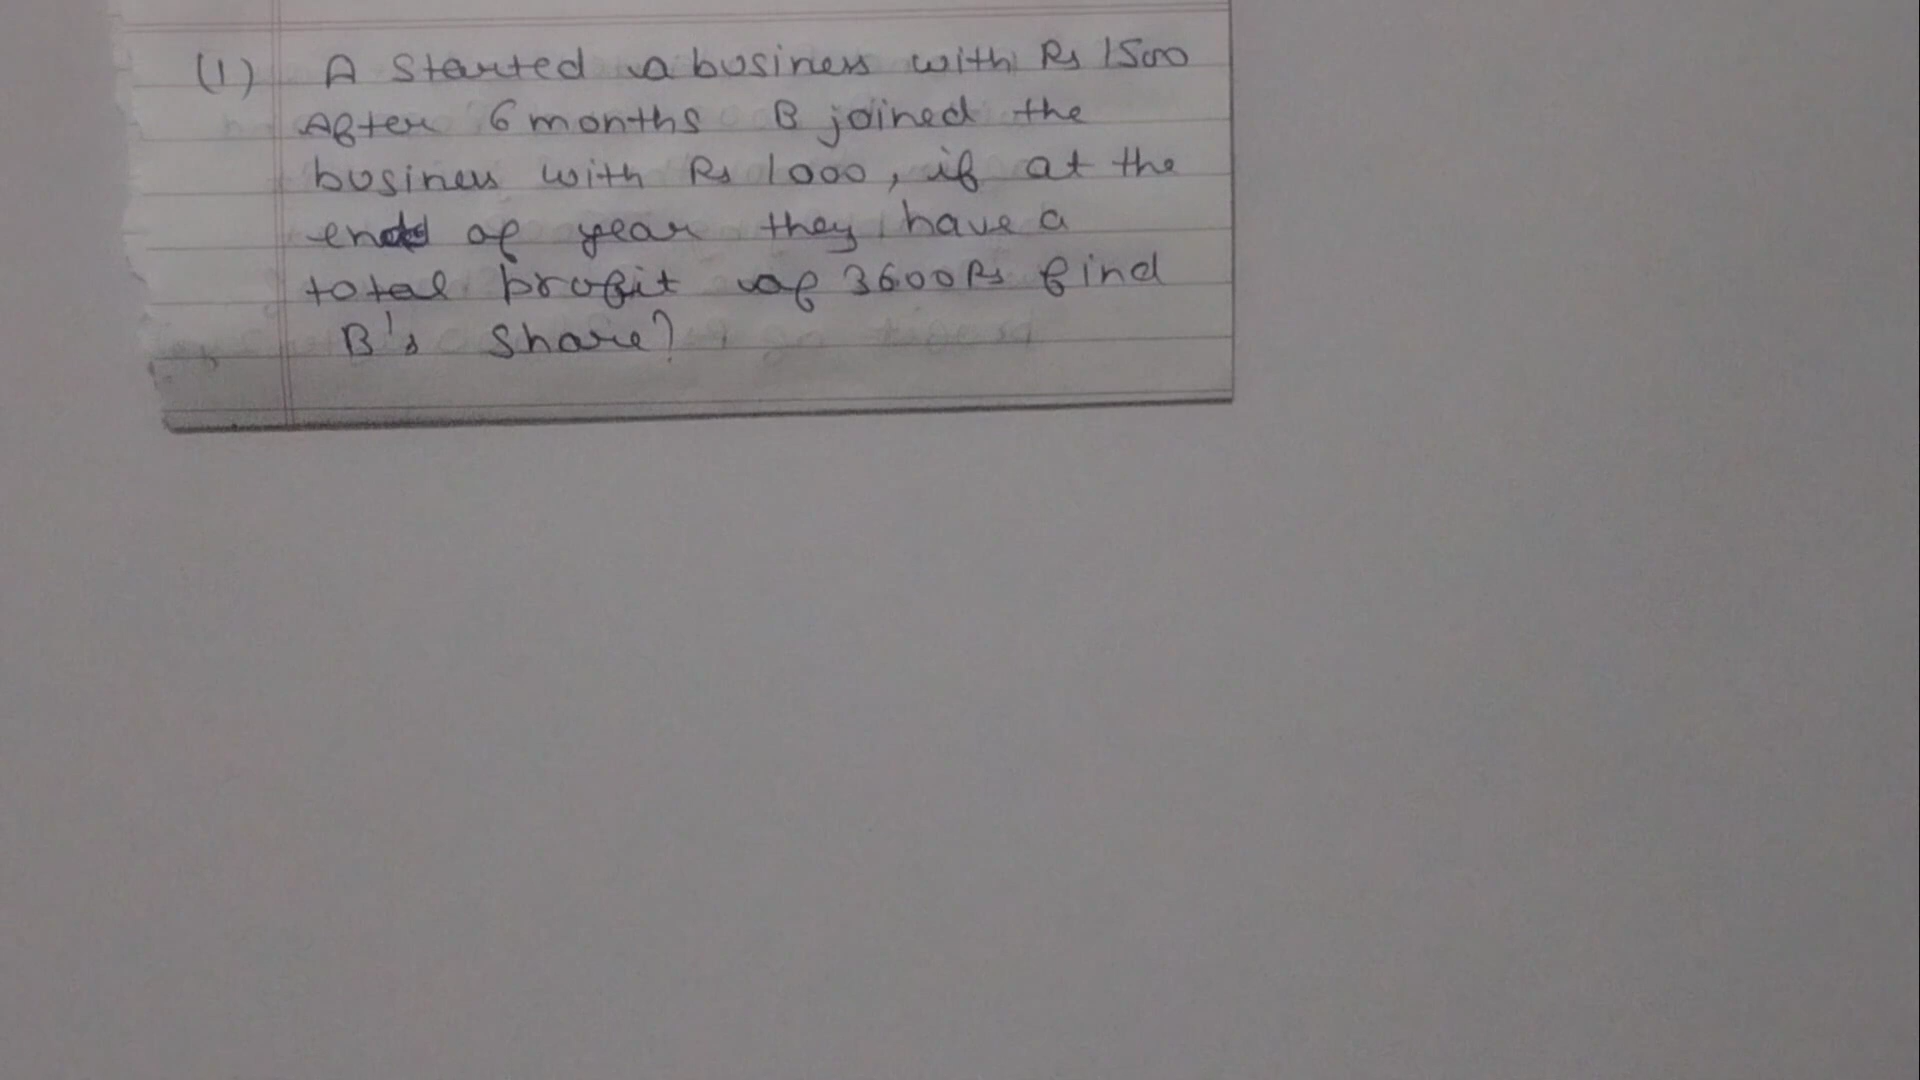 (1) A Started a business with Rs 1500
After 6 months B joined the
business with Rs 1000, if at the
end of year they have a
total profit of 3600 Rs find
B's Share?